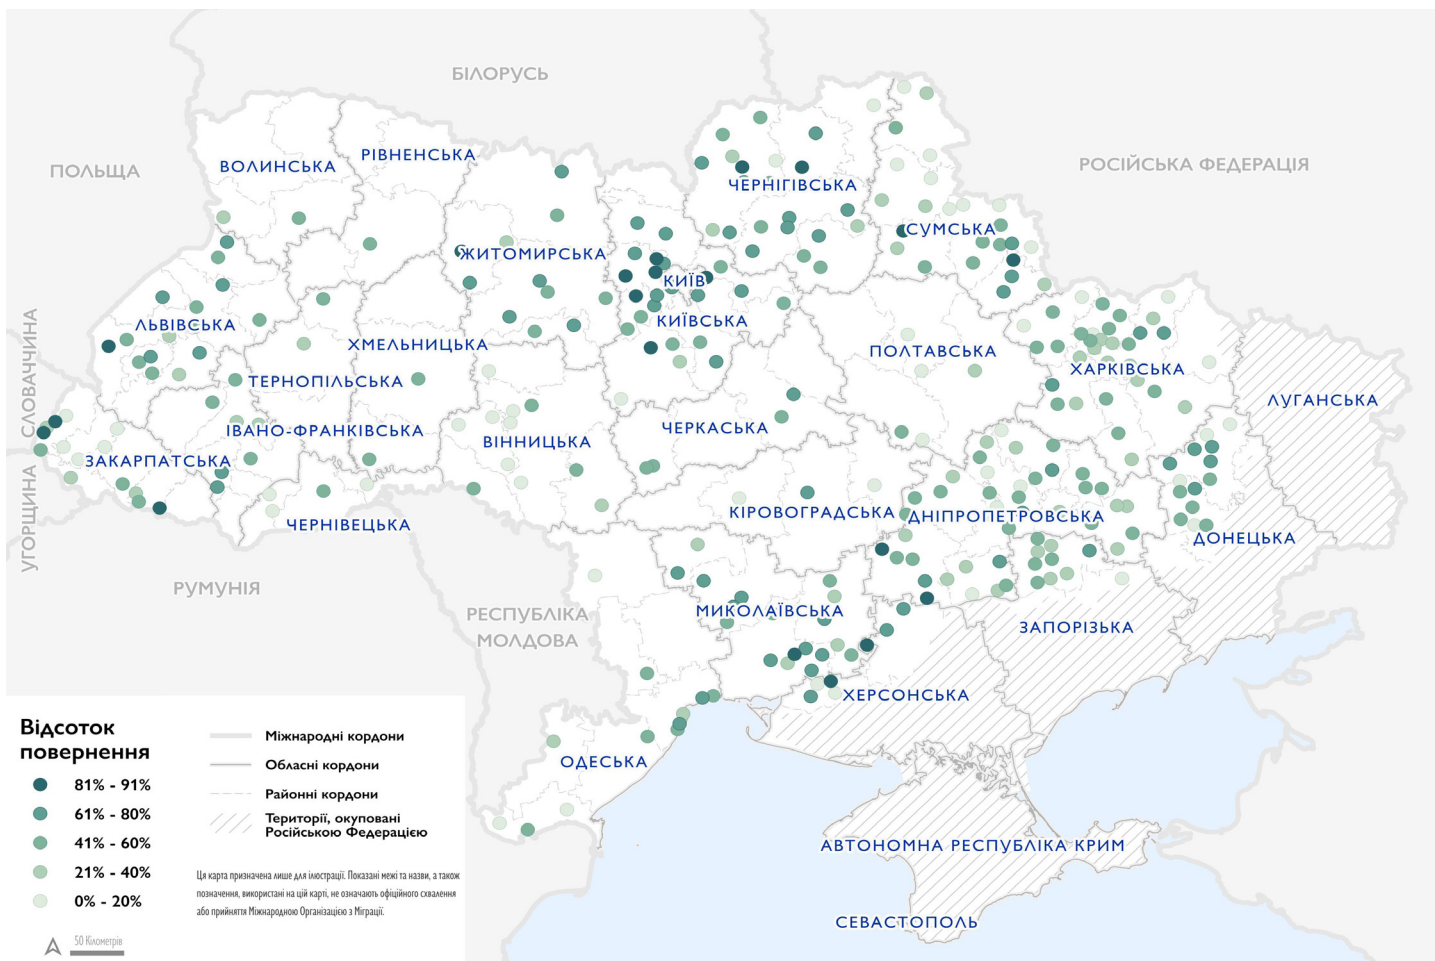 БІЛОРУСЬ
ПОЛЬЩА
РОСІЙСЬКА ФЕДЕРАЦІЯ
ВОЛИНСЬКА
РІВНЕНСЬКА
ЧЕРНІГІВСЬКА
СУМСЬКА
ЖИТОМИРСЬКА
КИЇВ
КИЇВСЬКА
ЛЬВІВСЬКА
ХМЕЛЬНИЦЬКА
ПОЛТАВСЬКА
ХАРКІВСЬКА
ТЕРНОПІЛЬСЬКА
ЛУГАНСЬКА
СЛОВАЧЧИНА
ІВАНО-ФРАНКІВСЬКА
ВІННИЦЬКА
ЧЕРКАСЬКА
ЗАКАРПАТСЬКА
УГОРЩИНА
ЧЕРНІВЕЦЬКА
КІРОВОГРАДСЬКА
ДНІПРОПЕТРОВСЬКА
ДОНЕЦЬКА
РУМУНІЯ
РЕСПУБЛІКА
МОЛДОВА
МИКОЛАЇВСЬКА
ЗАПОРІЗЬКА
ХЕРСОНСЬКА
ОДЕСЬКА
АВТОНОМНА РЕСПУБЛІКА КРИМ
СЕВАСТОПОЛЬ
Відсоток
повернення
81% - 91%
61% - 80%
41% - 60%
21% - 40%
0% - 20%
Міжнародні кордони
Обласні кордони
Районні кордони
Території, окуповані
Російською Федерацією
Ця карта призначена лише для ілюстрації. Показані межі та назви, а також
позначення, використані на цій карті, не означають офіційного схвалення
або прийняття Міжнародною Організацією з Міграції.
50 Кілометрів